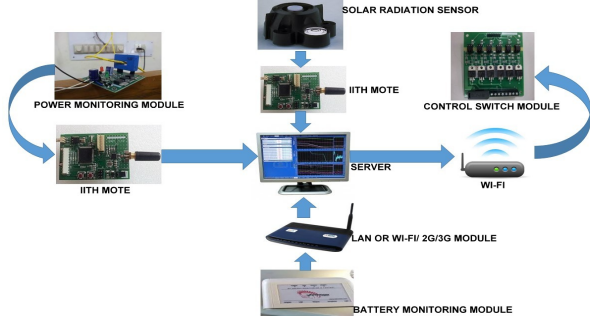 SOLAR RADIATION SENSOR
POWER MONITORING MODULE
IITH MOTE
CONTROL SWITCH MODULE
IITH MOTE
SERVER
WI-FI
LAN OR WI-FI/ 2G/3G MODULE
BATTERY MONITORING MODULE